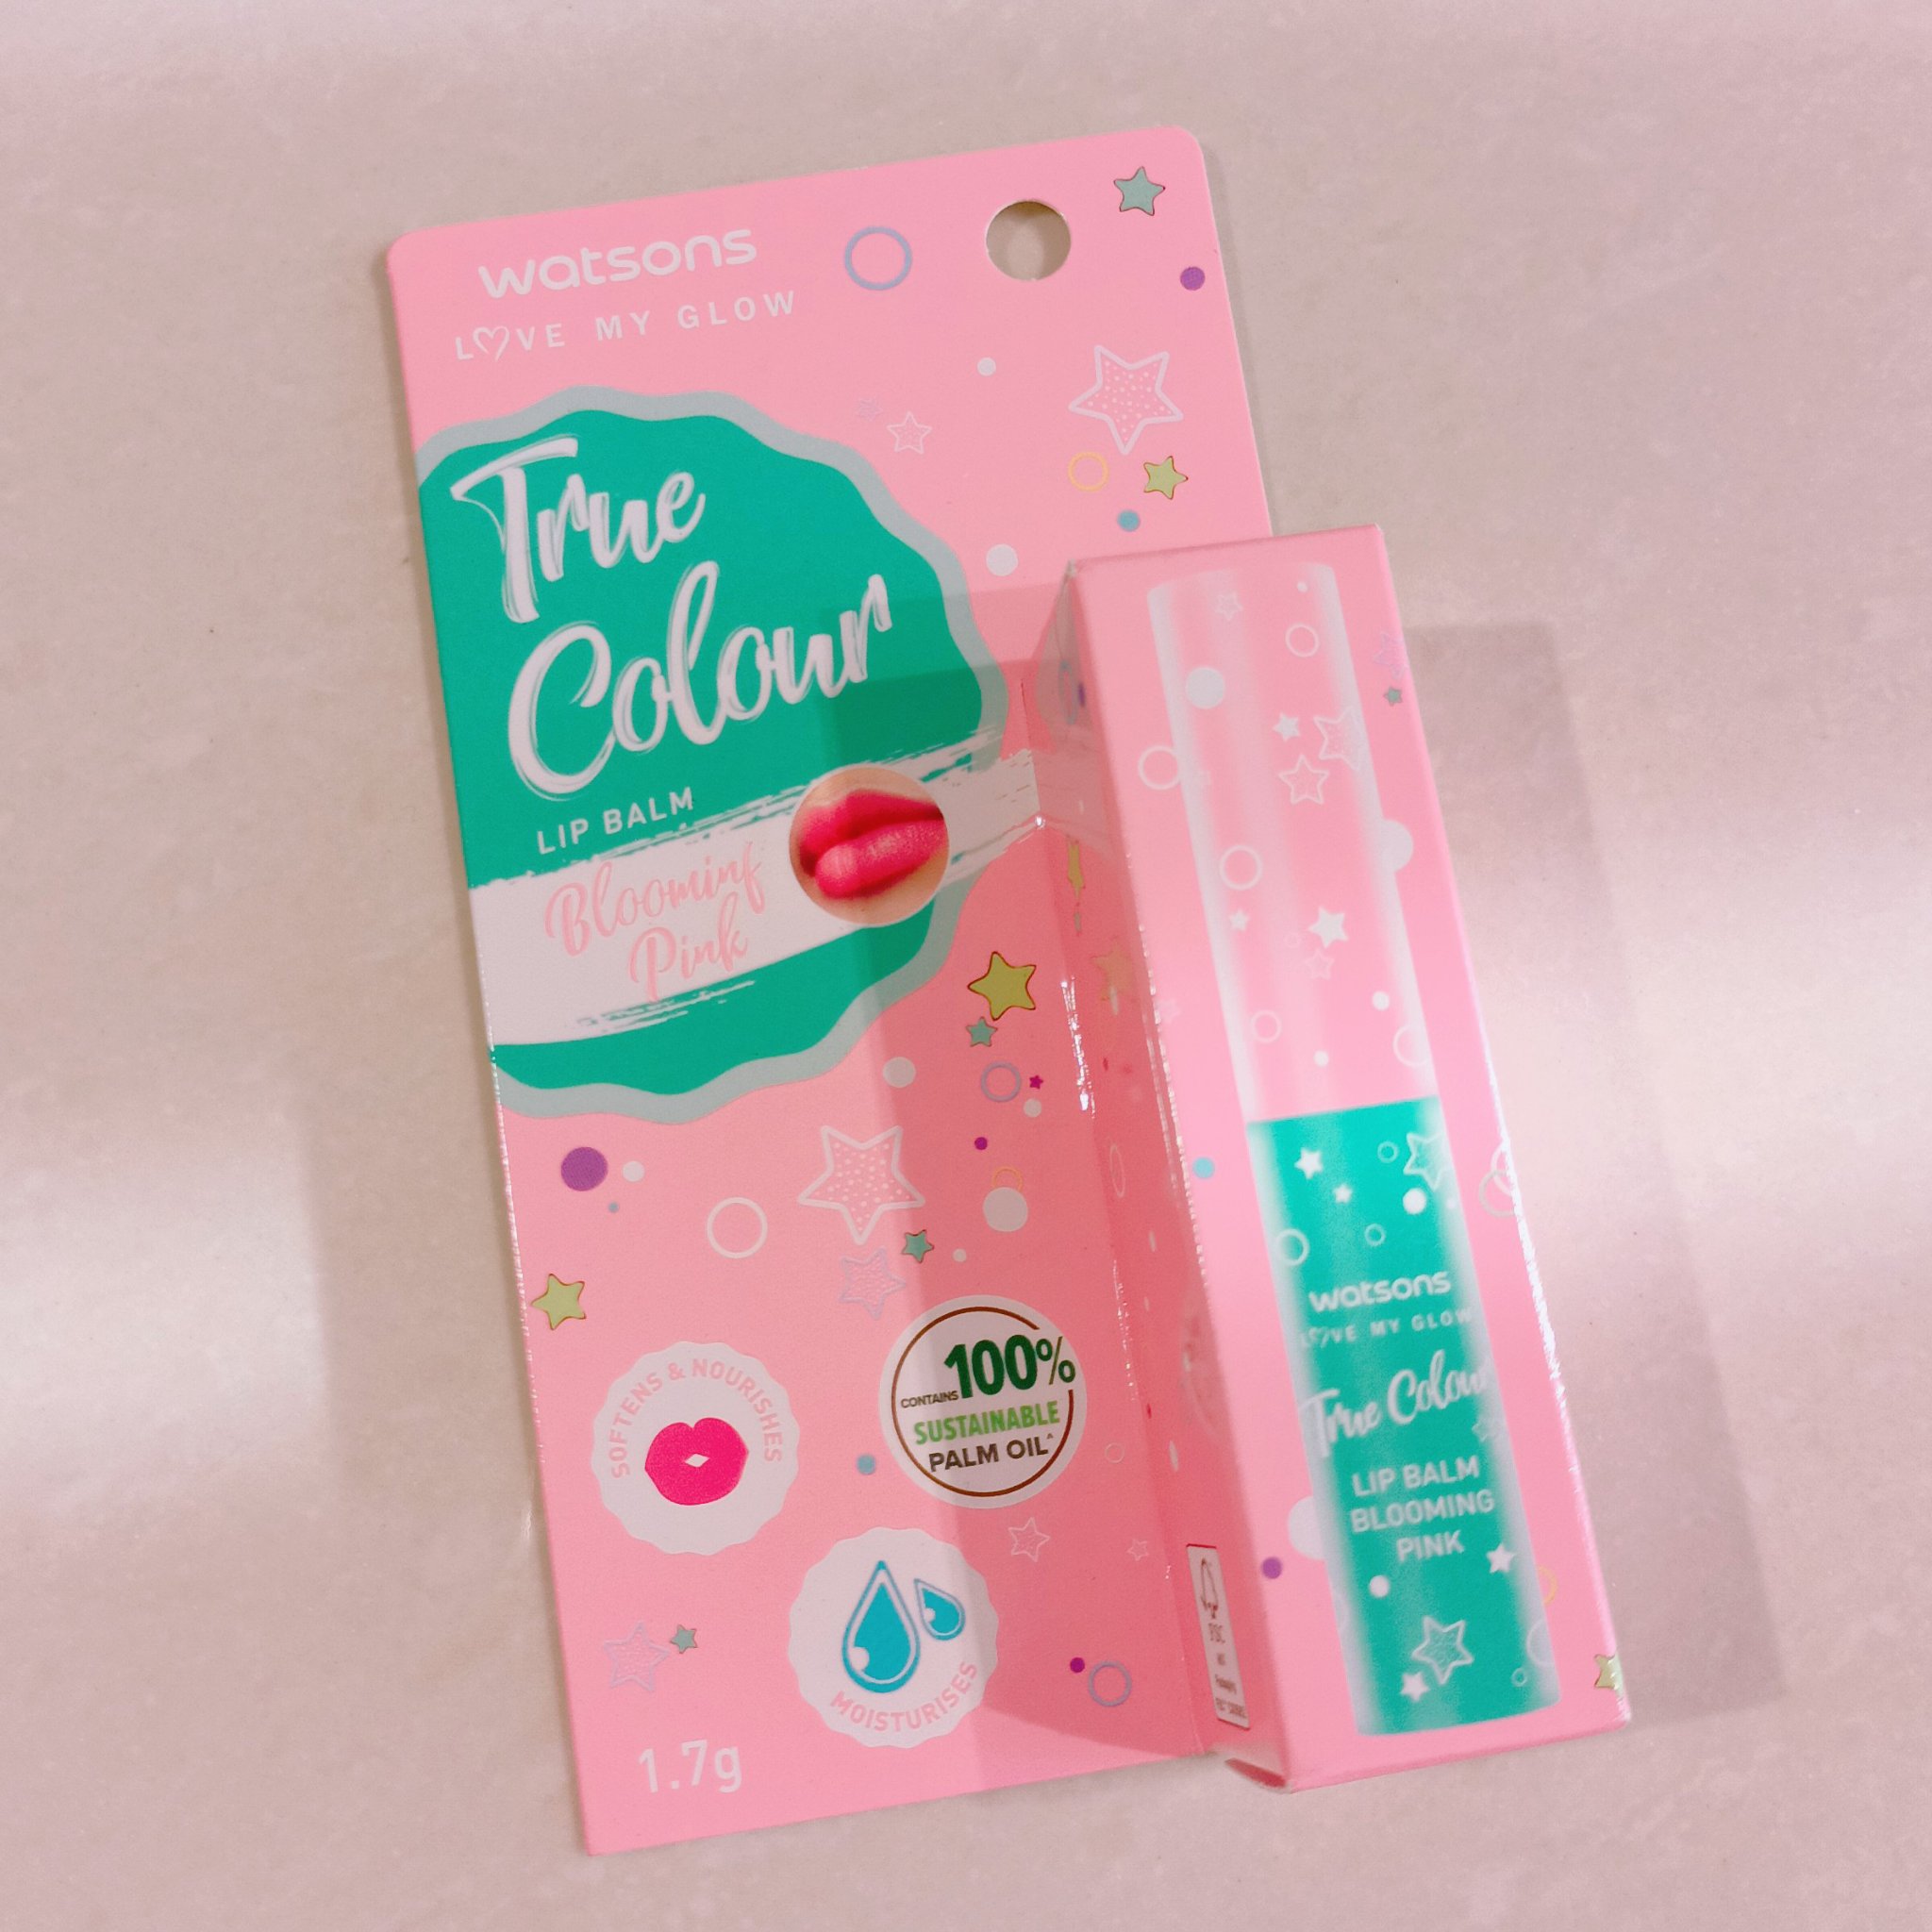 watsons
LOVE MY GLOW
True
Colour
LIP BALM
Blooming
Pink
SOFTENS & NOURISHES
CONTAINS 100%
SUSTAINABLE
PALM OIL^
MOISTURISES
1.7g
watsons
LOVE MY GLOW
True Colour
LIP BALM
BLOOMING
PINK
FSC